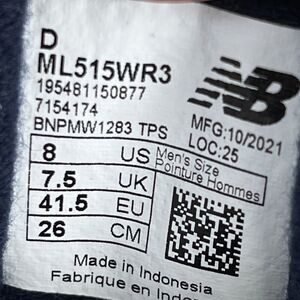 D
ML515WR3
195481150877
7154174
BNPMW1283 TPS
NB
MFG:10/2021
LOC:25
8 US
7.5 UK
41.5 EU
26 CM
Men's Size
Pointure Hommes
Made in Indonesia
Fabrique en Indonesie